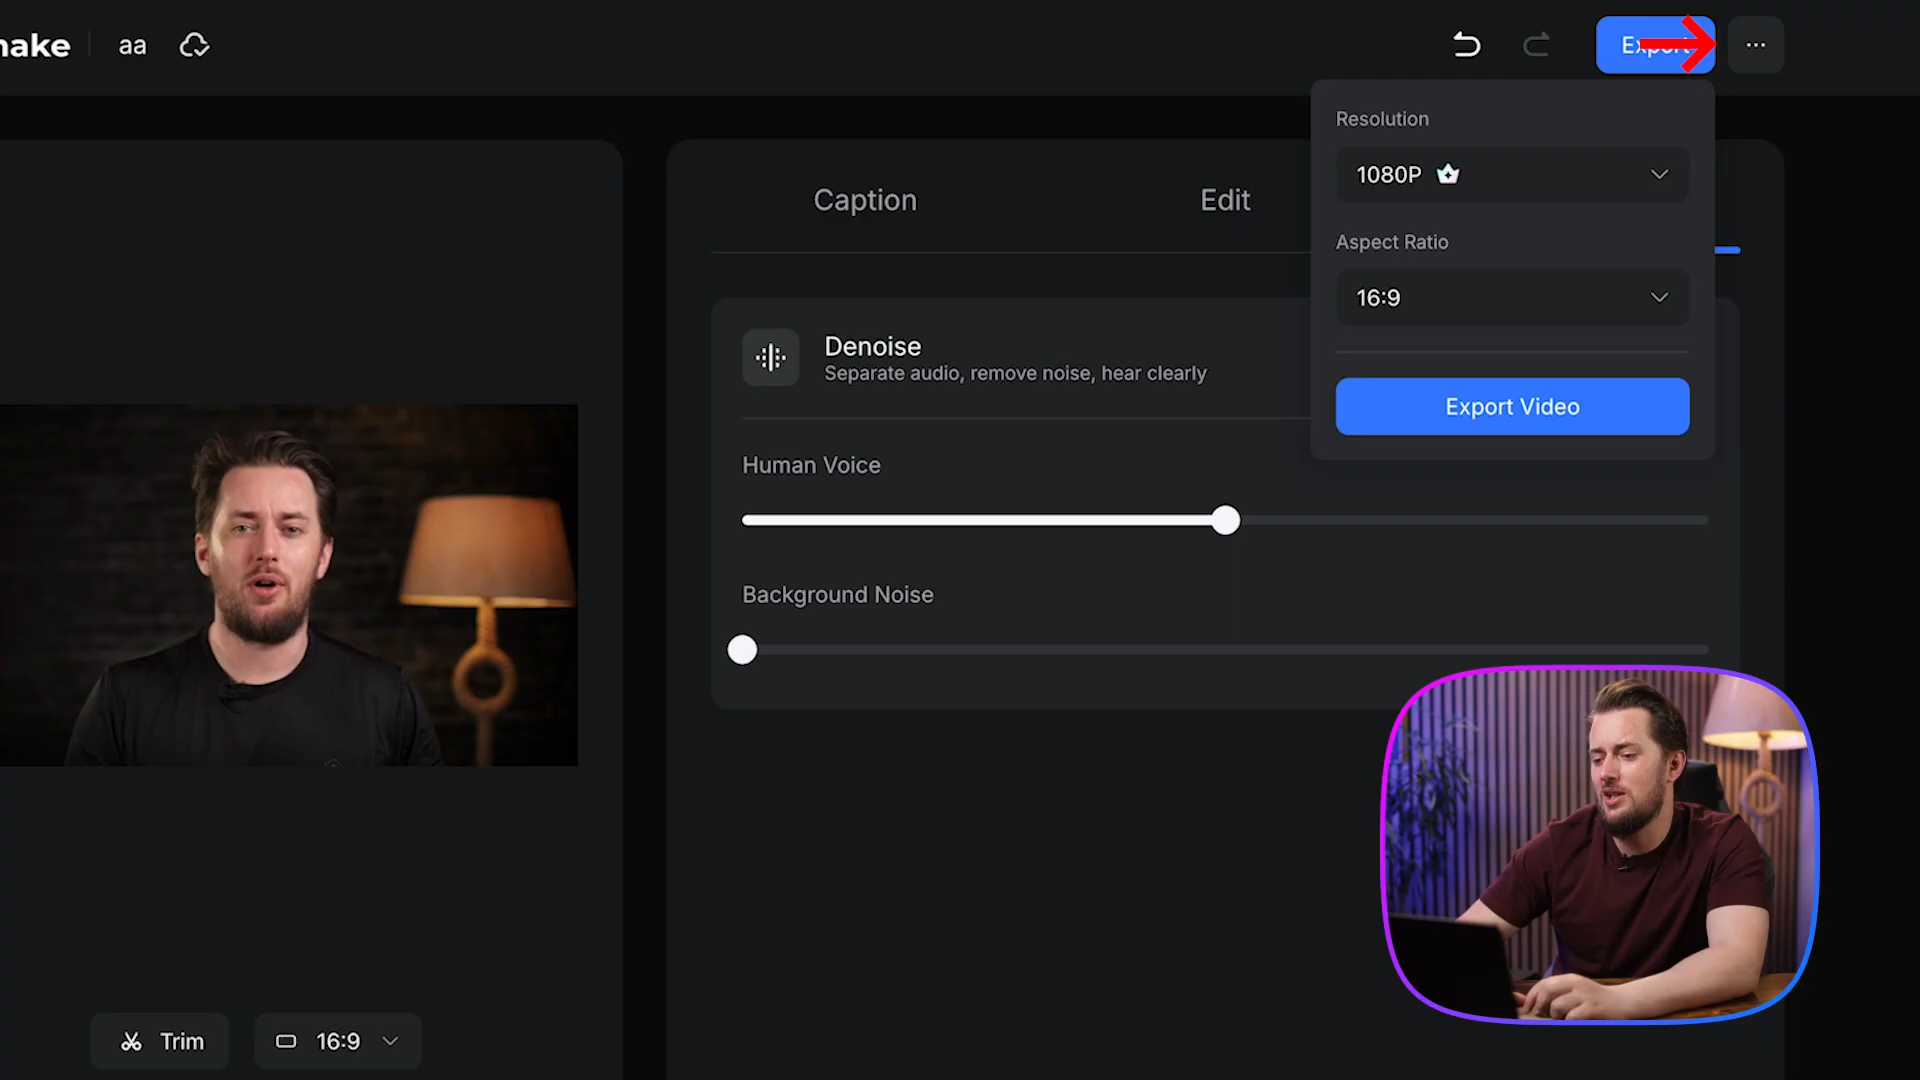 aa
Export
Resolution
1080P
Caption
Edit
Aspect Ratio
16:9
Denoise
Separate audio, remove noise, hear clearly
Export Video
Human Voice
Background Noise
Trim
16:9